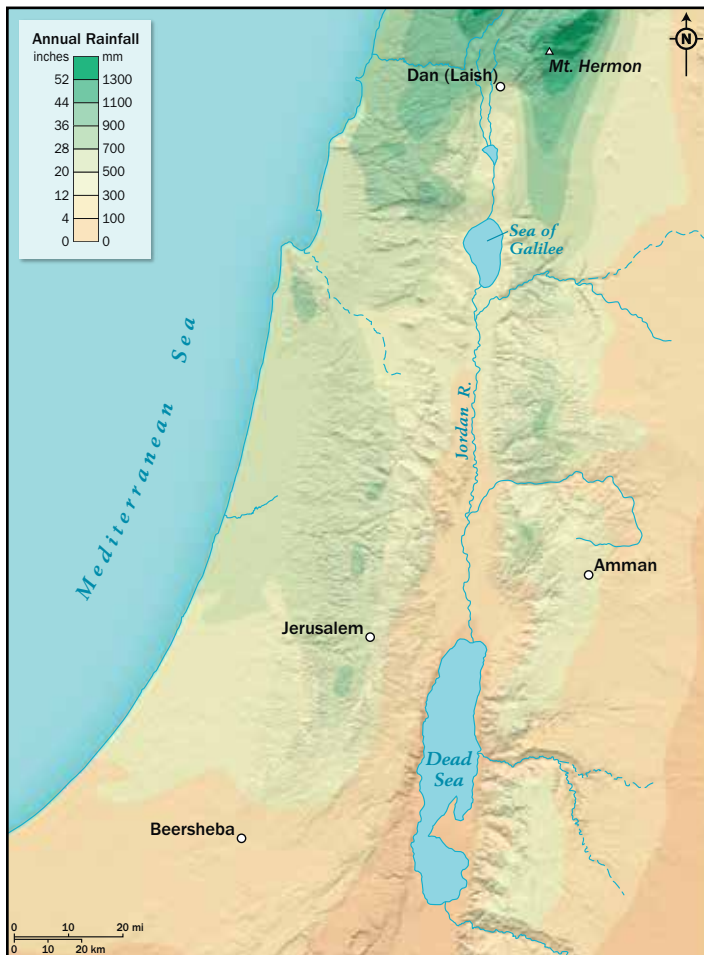 Annual Rainfall
inches mm
52 1300
44 1100
36 900
28 700
20 500
12 300
4 100
0 0
N
Mt. Hermon
Dan (Laish)
Sea of
Galilee
Mediterranean Sea
Jordan R.
Amman
Jerusalem
Dead
Sea
Beersheba
0 10 20 mi
0 10 20 km